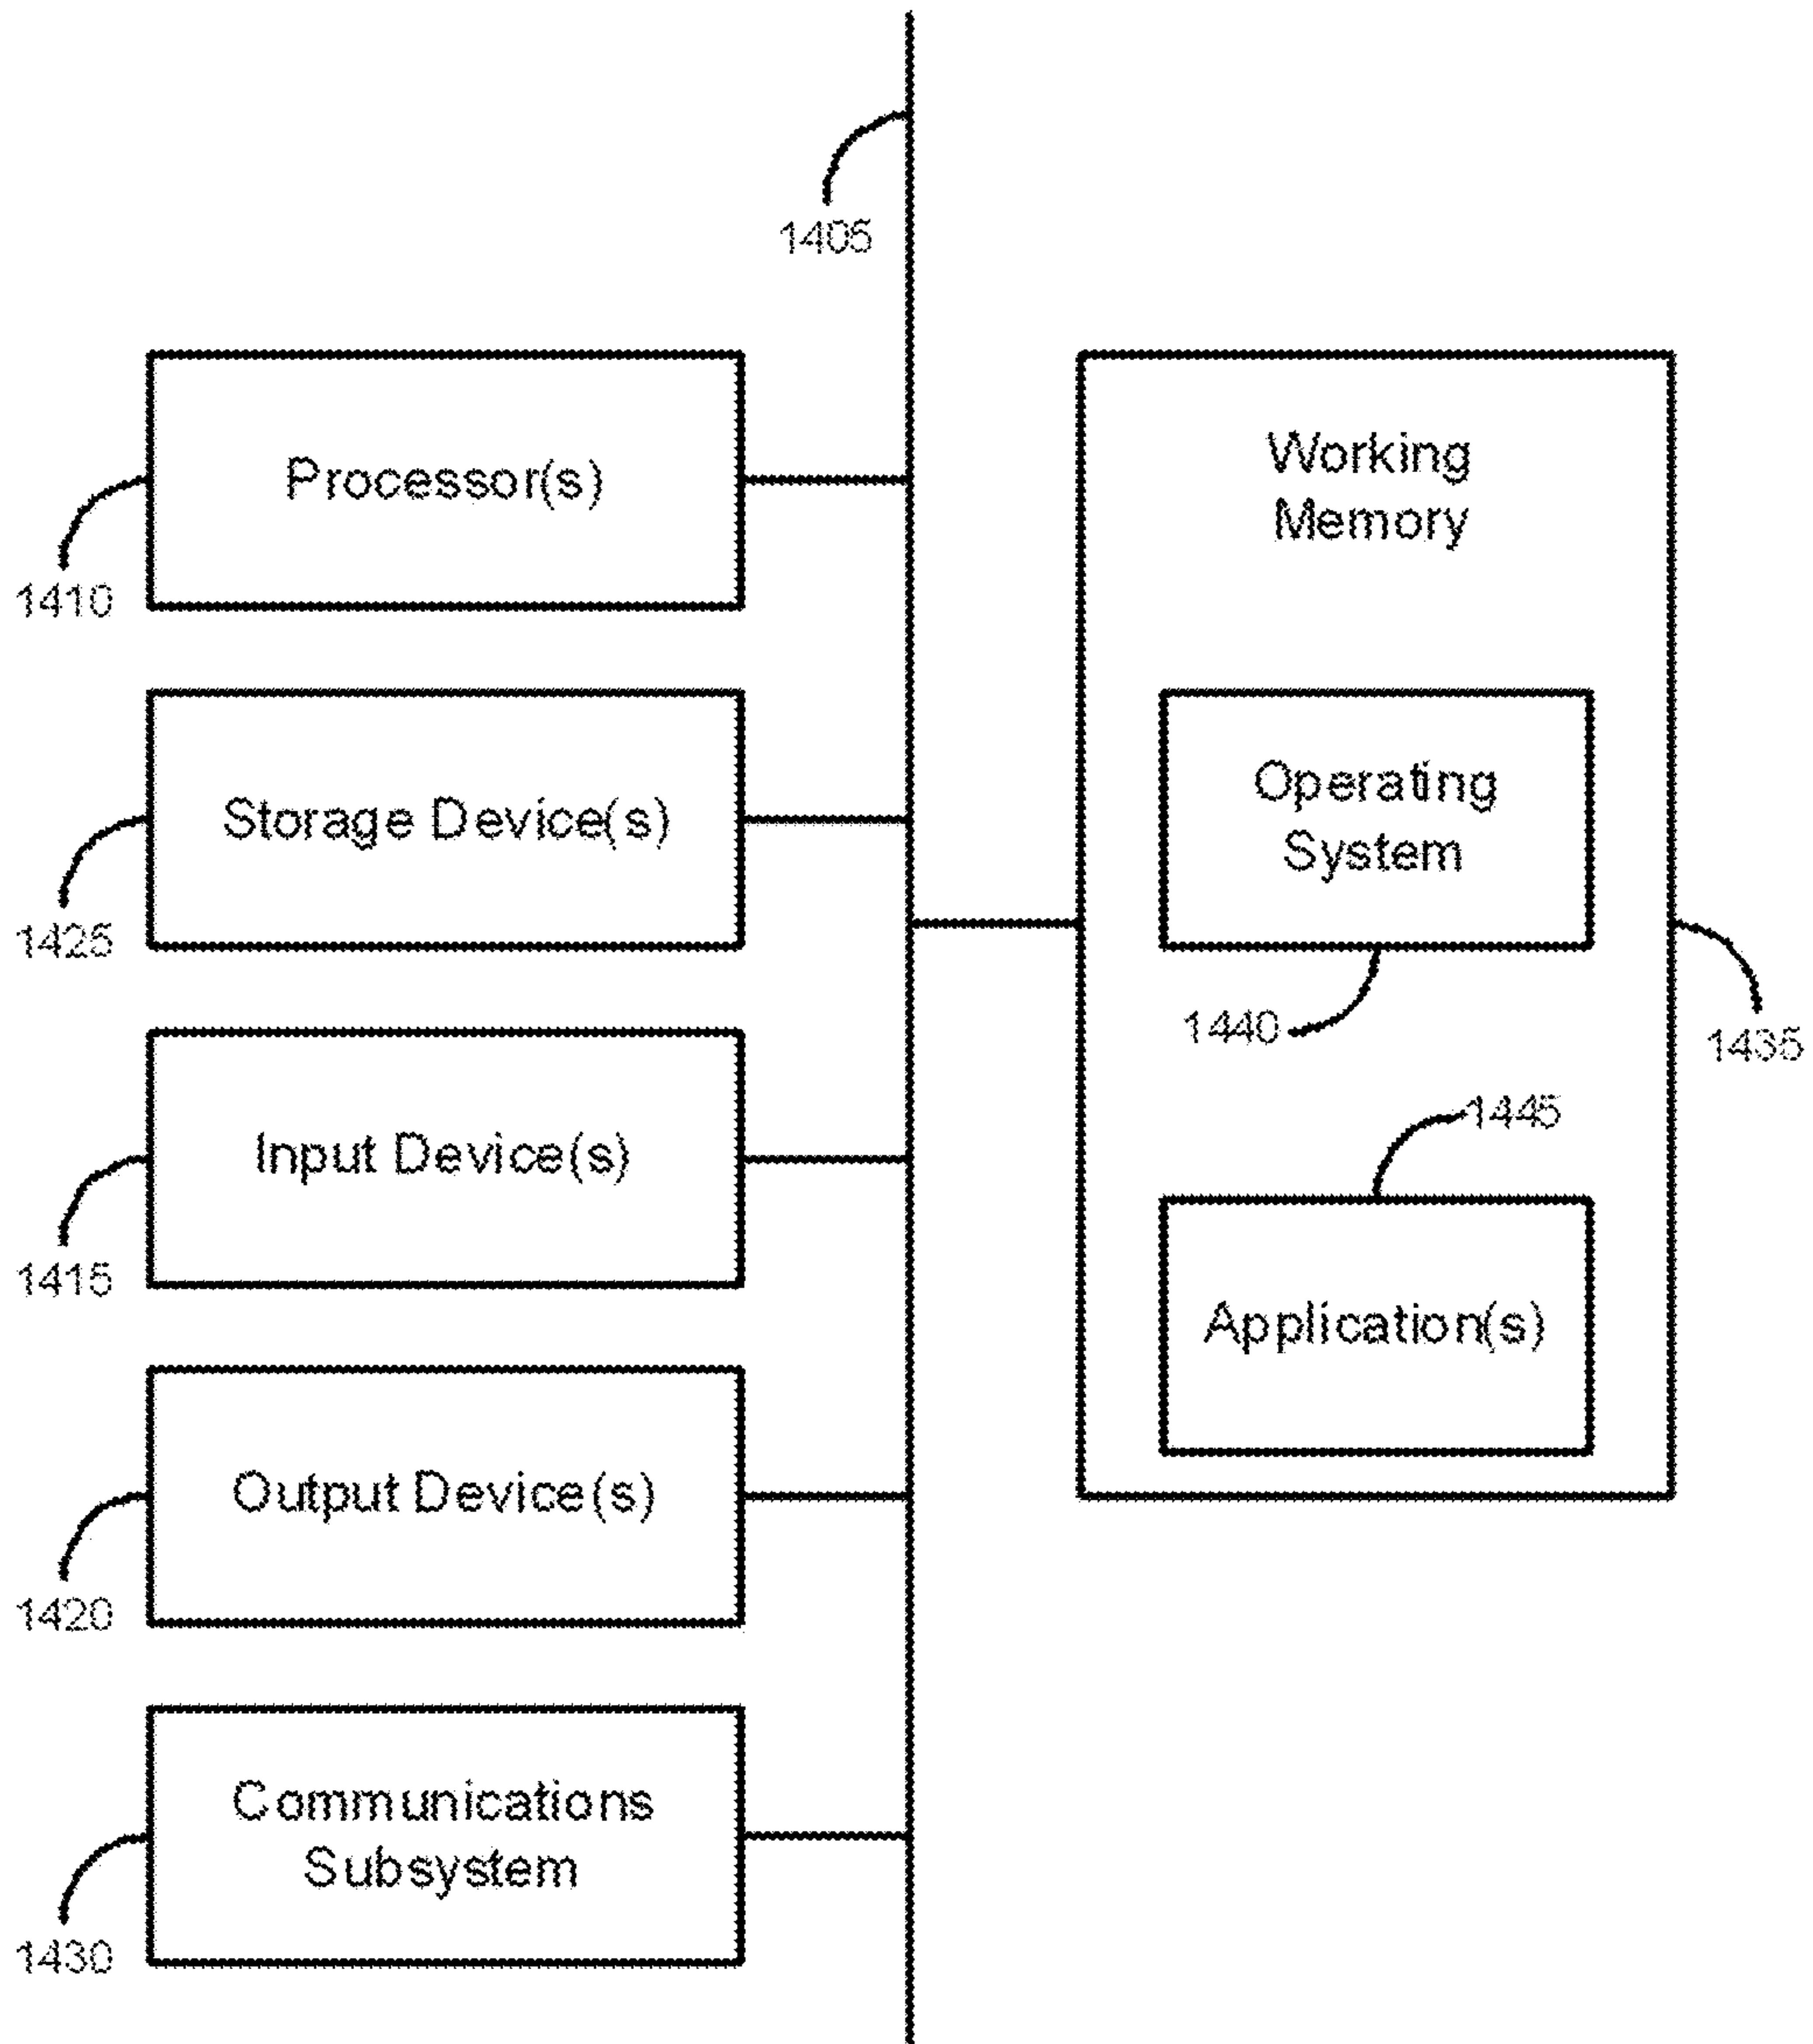 1405
Processor(s)
1410
Storage Device(s)
1425
Input Device(s)
1415
Output Device(s)
1420
Communications
Subsystem
1430
Working
Memory
Operating
System
1440
1435
1445
Application(s)